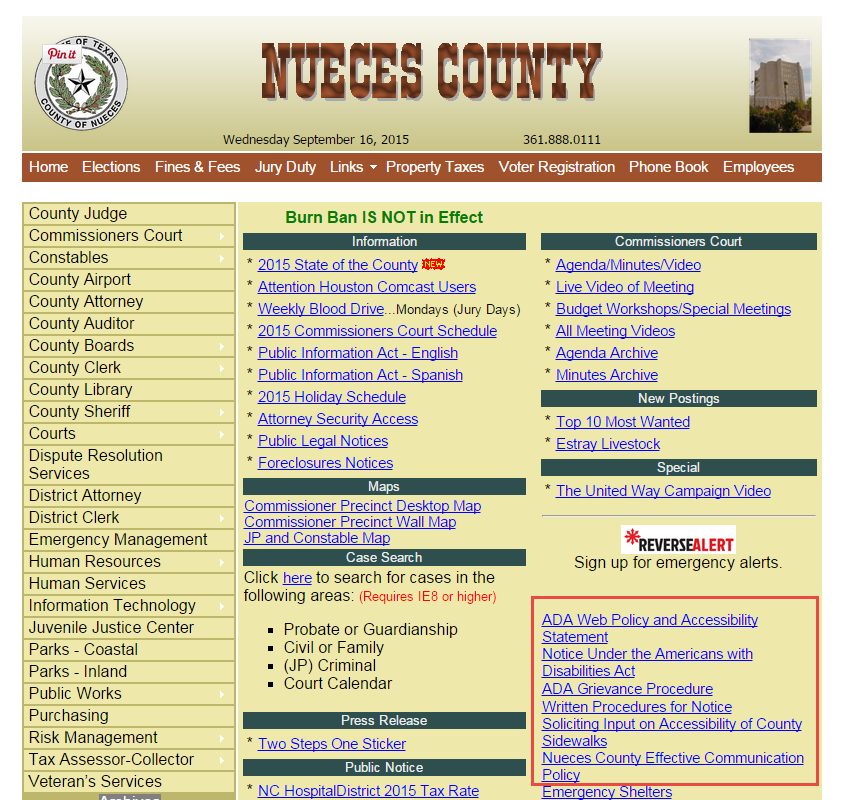 STATE OF TEXAS
Pin it
COUNTY OF NUECES
NUECES COUNTY
Wednesday September 16, 2015
361.888.0111
Home Elections Fines & Fees Jury Duty Links Property Taxes Voter Registration Phone Book Employees
County Judge
Commissioners Court
Constables
County Airport
County Attorney
County Auditor
County Boards
County Clerk
County Library
County Sheriff
Courts
Dispute Resolution
Services
District Attorney
District Clerk
Emergency Management
Human Resources
Human Services
Information Technology
Juvenile Justice Center
Parks - Coastal
Parks - Inland
Public Works
Purchasing
Risk Management
Tax Assessor-Collector
Veteran's Services
Archives
Burn Ban IS NOT in Effect
Information
* 2015 State of the County NEW
* Attention Houston Comcast Users
* Weekly Blood Drive...Mondays (Jury Days)
* 2015 Commissioners Court Schedule
* Public Information Act - English
* Public Information Act - Spanish
* 2015 Holiday Schedule
* Attorney Security Access
* Public Legal Notices
* Foreclosures Notices
Maps
Commissioner Precinct Desktop Map
Commissioner Precinct Wall Map
JP and Constable Map
Case Search
Click here to search for cases in the
following areas: (Requires IE8 or higher)
Probate or Guardianship
Civil or Family
(JP) Criminal
Court Calendar
Press Release
* Two Steps One Sticker
Public Notice
* NC HospitalDistrict 2015 Tax Rate
Commissioners Court
* Agenda/Minutes/Video
* Live Video of Meeting
* Budget Workshops/Special Meetings
* All Meeting Videos
* Agenda Archive
* Minutes Archive
New Postings
* Top 10 Most Wanted
* Estray Livestock
Special
* The United Way Campaign Video
REVERSEALERT
Sign up for emergency alerts.
ADA Web Policy and Accessibility
Statement
Notice Under the Americans with
Disabilities Act
ADA Grievance Procedure
Written Procedures for Notice
Soliciting Input on Accessibility of County
Sidewalks
Nueces County Effective Communication
Policy
Emergency Shelters